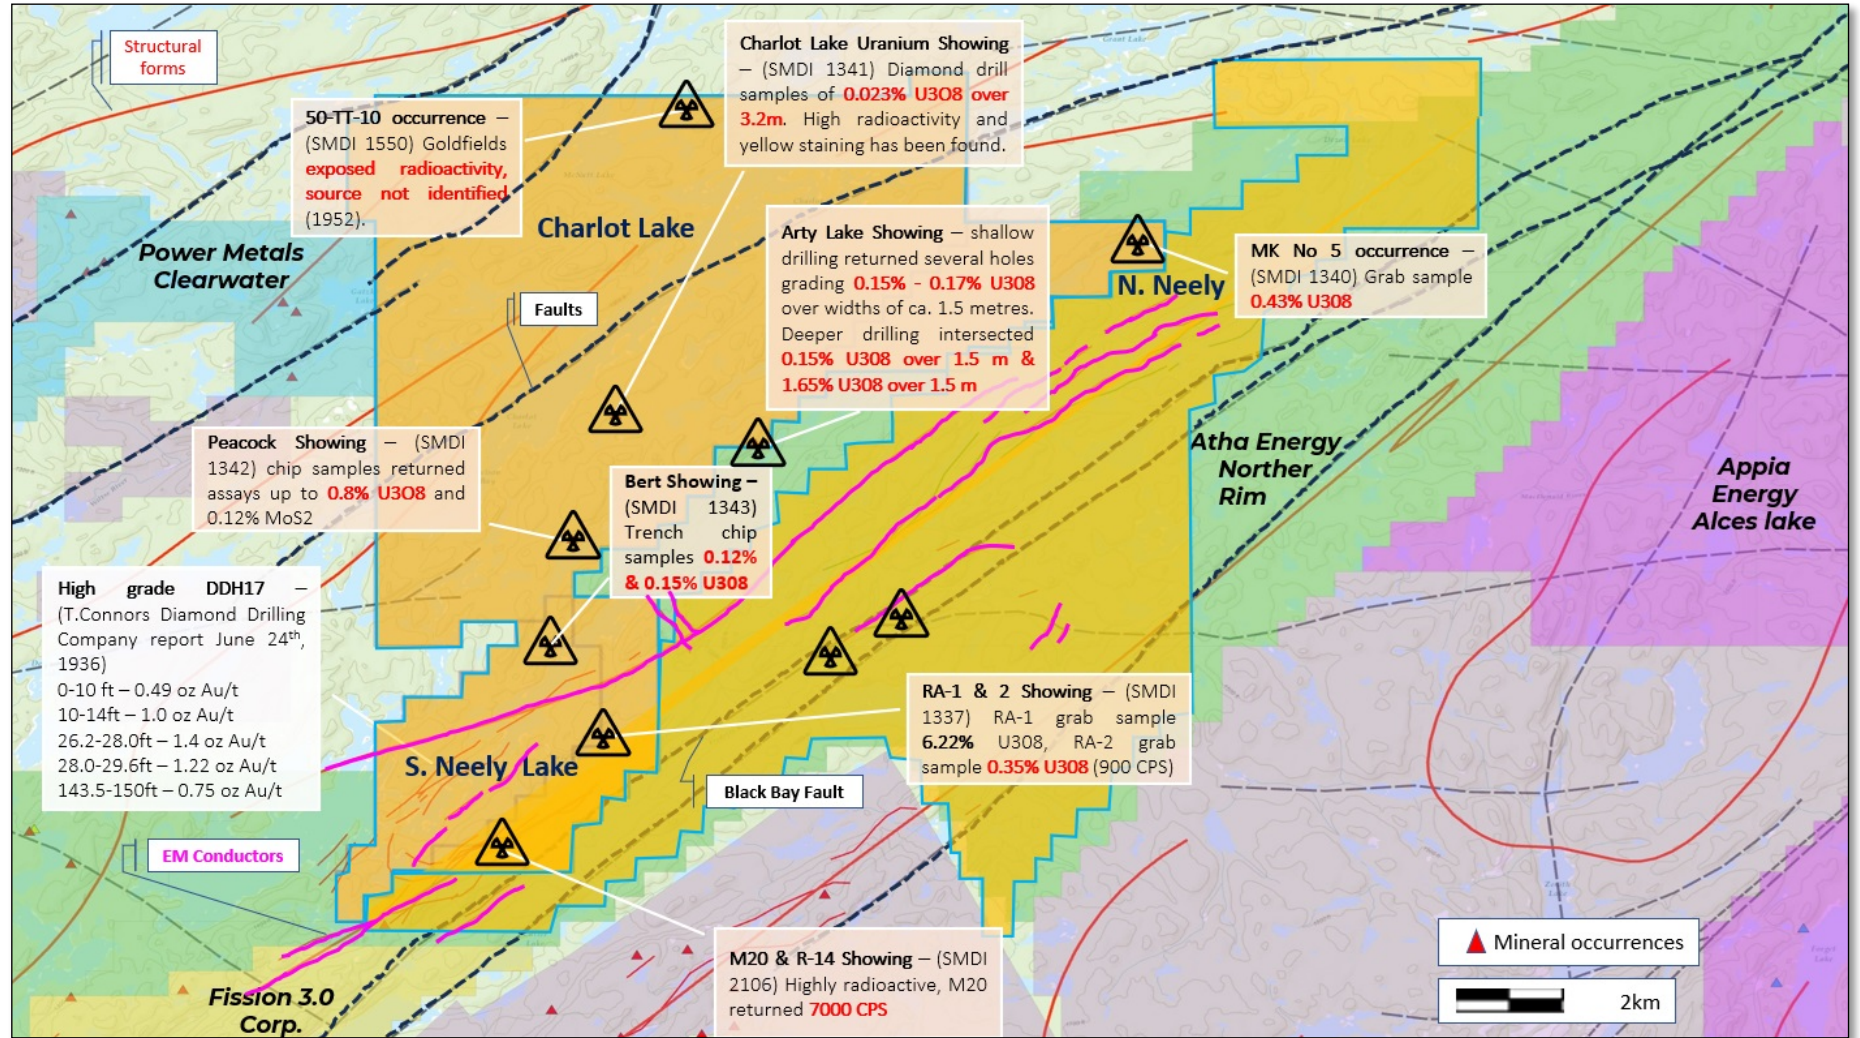 Structural
forms
Charlot Lake Uranium Showing
– (SMDI 1341) Diamond drill
samples of 0.023% U3O8 over
3.2m. High radioactivity and
yellow staining has been found.
50-TT-10 occurrence –
(SMDI 1550) Goldfields
exposed radioactivity,
source not identified
(1952).
Charlot Lake
Power Metals
Clearwater
Arty Lake Showing – shallow
drilling returned several holes
grading 0.15% - 0.17% U308
over widths of ca. 1.5 metres.
Deeper drilling intersected
0.15% U308 over 1.5 m &
1.65% U308 over 1.5 m
MK No 5 occurrence –
(SMDI 1340) Grab sample
0.43% U308
N. Neely
Faults
Peacock Showing – (SMDI
1342) chip samples returned
assays up to 0.8% U3O8 and
0.12% MoS2
Bert Showing –
(SMDI 1343)
Trench chip
samples 0.12%
& 0.15% U308
Atha Energy
Norther
Rim
Appia
Energy
Alces lake
High grade DDH17 –
(T.Connors Diamond Drilling
Company report June 24th,
1936)
0-10 ft – 0.49 oz Au/t
10-14ft – 1.0 oz Au/t
26.2-28.0ft – 1.4 oz Au/t
28.0-29.6ft – 1.22 oz Au/t
143.5-150ft – 0.75 oz Au/t
RA-1 & 2 Showing – (SMDI
1337) RA-1 grab sample
6.22% U308, RA-2 grab
sample 0.35% U308 (900 CPS)
S. Neely Lake
Black Bay Fault
EM Conductors
M20 & R-14 Showing – (SMDI
2106) Highly radioactive, M20
returned 7000 CPS
Fission 3.0
Corp.
Mineral occurrences
2km